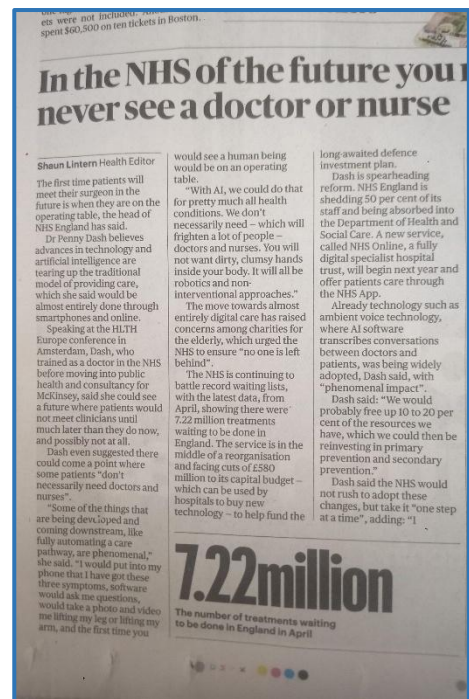 ets were not included.
spent $60,500 on ten tickets in Boston.
In the NHS of the future you
never see a doctor or nurse
Shaun Lintern Health Editor
The first time patients will
meet their surgeon in the
future is when they are on the
operating table, the head of
NHS England has said.
Dr Penny Dash believes
advances in technology and
artificial intelligence are
tearing up the traditional
model of providing care,
which she said would be
almost entirely done through
smartphones and online.
Speaking at the HLTH
Europe conference in
Amsterdam, Dash, who
trained as a doctor in the NHS
before moving into public
health and consultancy for
McKinsey, said she could see
a future where patients would
not meet clinicians until
much later than they do now,
and possibly not at all.
Dash even suggested there
could come a point where
some patients "don't
necessarily need doctors and
nurses".
"Some of the things that
are being developed and
coming downstream, like
fully automating a care
pathway, are phenomenal,"
she said. "I would put into my
phone that I have got these
three symptoms, software
would ask me questions,
would take a photo and video
me lifting my leg or lifting my
arm, and the first time you
would see a human being
would be on an operating
table.
"With AI, we could do that
for pretty much all health
conditions. We don't
necessarily need – which will
frighten a lot of people –
doctors and nurses. You will
not want dirty, clumsy hands
inside your body. It will all be
robotics and non-
interventional approaches."
The move towards almost
entirely digital care has raised
concerns among charities for
the elderly, which urged the
NHS to ensure "no one is left
behind".
The NHS is continuing to
battle record waiting lists,
with the latest data, from
April, showing there were
7.22 million treatments
waiting to be done in
England. The service is in the
middle of a reorganisation
and facing cuts of £580
million to its capital budget –
which can be used by
hospitals to buy new
technology – to help fund the
long-awaited defence
investment plan.
Dash is spearheading
reform. NHS England is
shedding 50 per cent of its
staff and being absorbed into
the Department of Health and
Social Care. A new service,
called NHS Online, a fully
digital specialist hospital
trust, will begin next year and
offer patients care through
the NHS App.
Already technology such as
ambient voice technology,
where AI software
transcribes conversations
between doctors and
patients, was being widely
adopted, Dash said, with
"phenomenal impact".
Dash said: "We would
probably free up 10 to 20 per
cent of the resources we
have, which we could then be
reinvesting in primary
prevention and secondary
prevention."
Dash said the NHS would
not rush to adopt these
changes, but take it "one step
at a time", adding: "I
7.22million
The number of treatments waiting
to be done in England in April